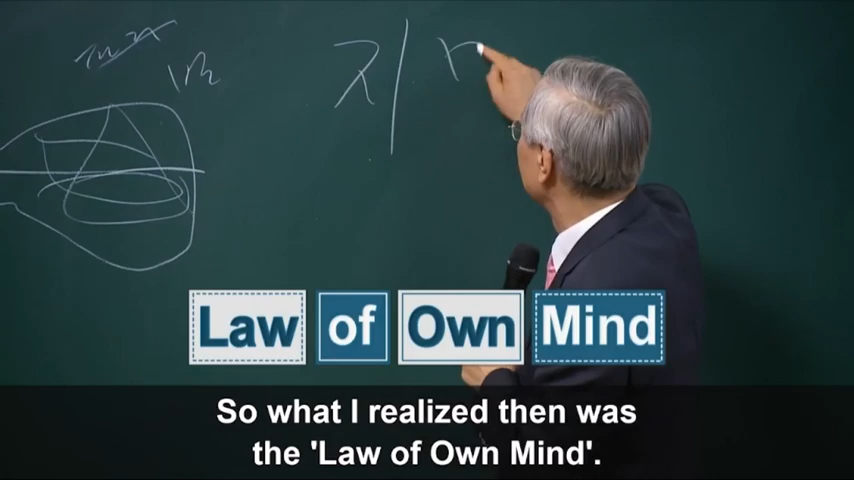 Law of Own Mind
So what I realized then was
the 'Law of Own Mind'.